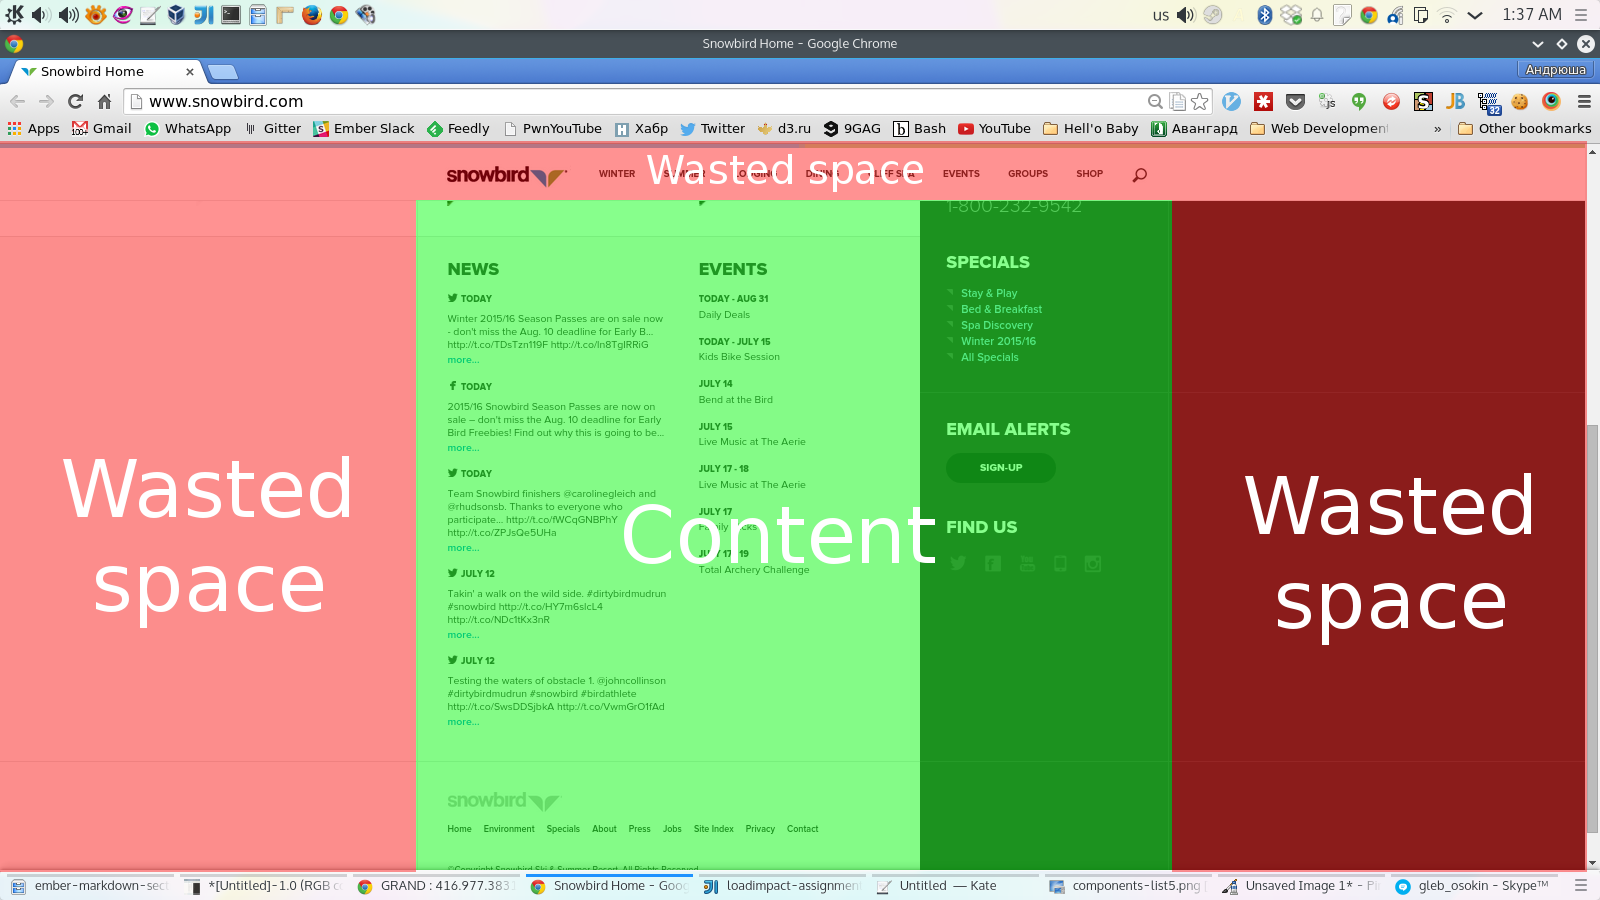 us
1:37 AM
Snowbird Home - Google Chrome
Snowbird Home
Андрюша
www.snowbird.com
32
Apps
100+
Gmail
WhatsApp
Gitter
Ember Slack
Feedly
PwnYouTube
Хабр
Twitter
d3.ru
9GAG
Bash
YouTube
Hell'o Baby
Авангард
Web Development
»
Other bookmarks
Wasted space
snowbird
WINTER
SUMMER
LODGING
DINING
CLIFF SPA
EVENTS
GROUPS
SHOP
1-800-232-9542
NEWS
TODAY
Winter 2015/16 Season Passes are on sale now
- don't miss the Aug. 10 deadline for Early B...
http://t.co/TDsTzn119F http://t.co/ln8TglRRiG
more...
TODAY
2015/16 Snowbird Season Passes are now on
sale – don't miss the Aug. 10 deadline for Early
Bird Freebies! Find out why this is going to be...
more...
TODAY
Team Snowbird finishers @carolinegleich and
@rhudsonsb. Thanks to everyone who
participate... http://t.co/fWCqGNBPhY
http://t.co/ZPJsQe5UHa
more...
JULY 12
Takin' a walk on the wild side. #dirtybirdmudrun
#snowbird http://t.co/HY7m6slcL4
http://t.co/NDc1tKx3nR
more...
JULY 12
Testing the waters of obstacle 1. @johncollinson
#dirtybirdmudrun #snowbird #birdathlete
http://t.co/SwsDDSjbkA http://t.co/VwmGrO1fAd
more...
EVENTS
TODAY - AUG 31
Daily Deals
TODAY - JULY 15
Kids Bike Session
JULY 14
Bend at the Bird
JULY 15
Live Music at The Aerie
JULY 17 - 18
Live Music at The Aerie
JULY 17
JULY 17 - 19
Total Archery Challenge
SPECIALS
Stay & Play
Bed & Breakfast
Spa Discovery
Winter 2015/16
All Specials
EMAIL ALERTS
SIGN-UP
FIND US
Wasted
space
Content
Wasted
space
snowbird
Home
Environment
Specials
About
Press
Jobs
Site Index
Privacy
Contact
©Copyright Snowbird Ski & Summer Resort. All Rights Reserved.
ember-markdown-sec
*[Untitled]-1.0 (RGB c
GRAND : 416.977.383
Snowbird Home - Goog
loadimpact-assignment
Untitled — Kate
components-list5.png
Unsaved Image 1* - Pi
gleb_osokin - Skype™